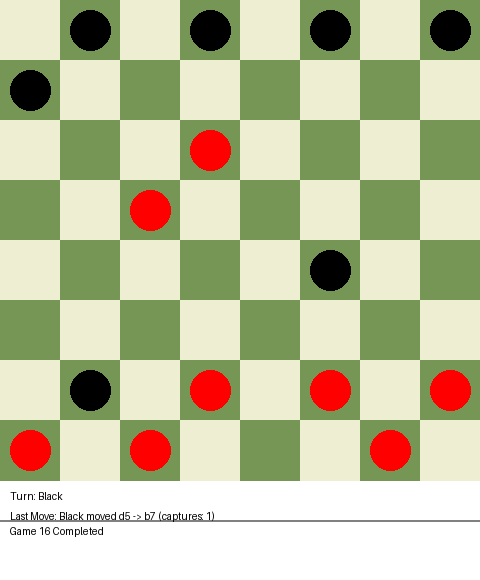 Turn: Black
Last Move: Black moved d5 -> b7 (captures: 1)
Game 16 Completed